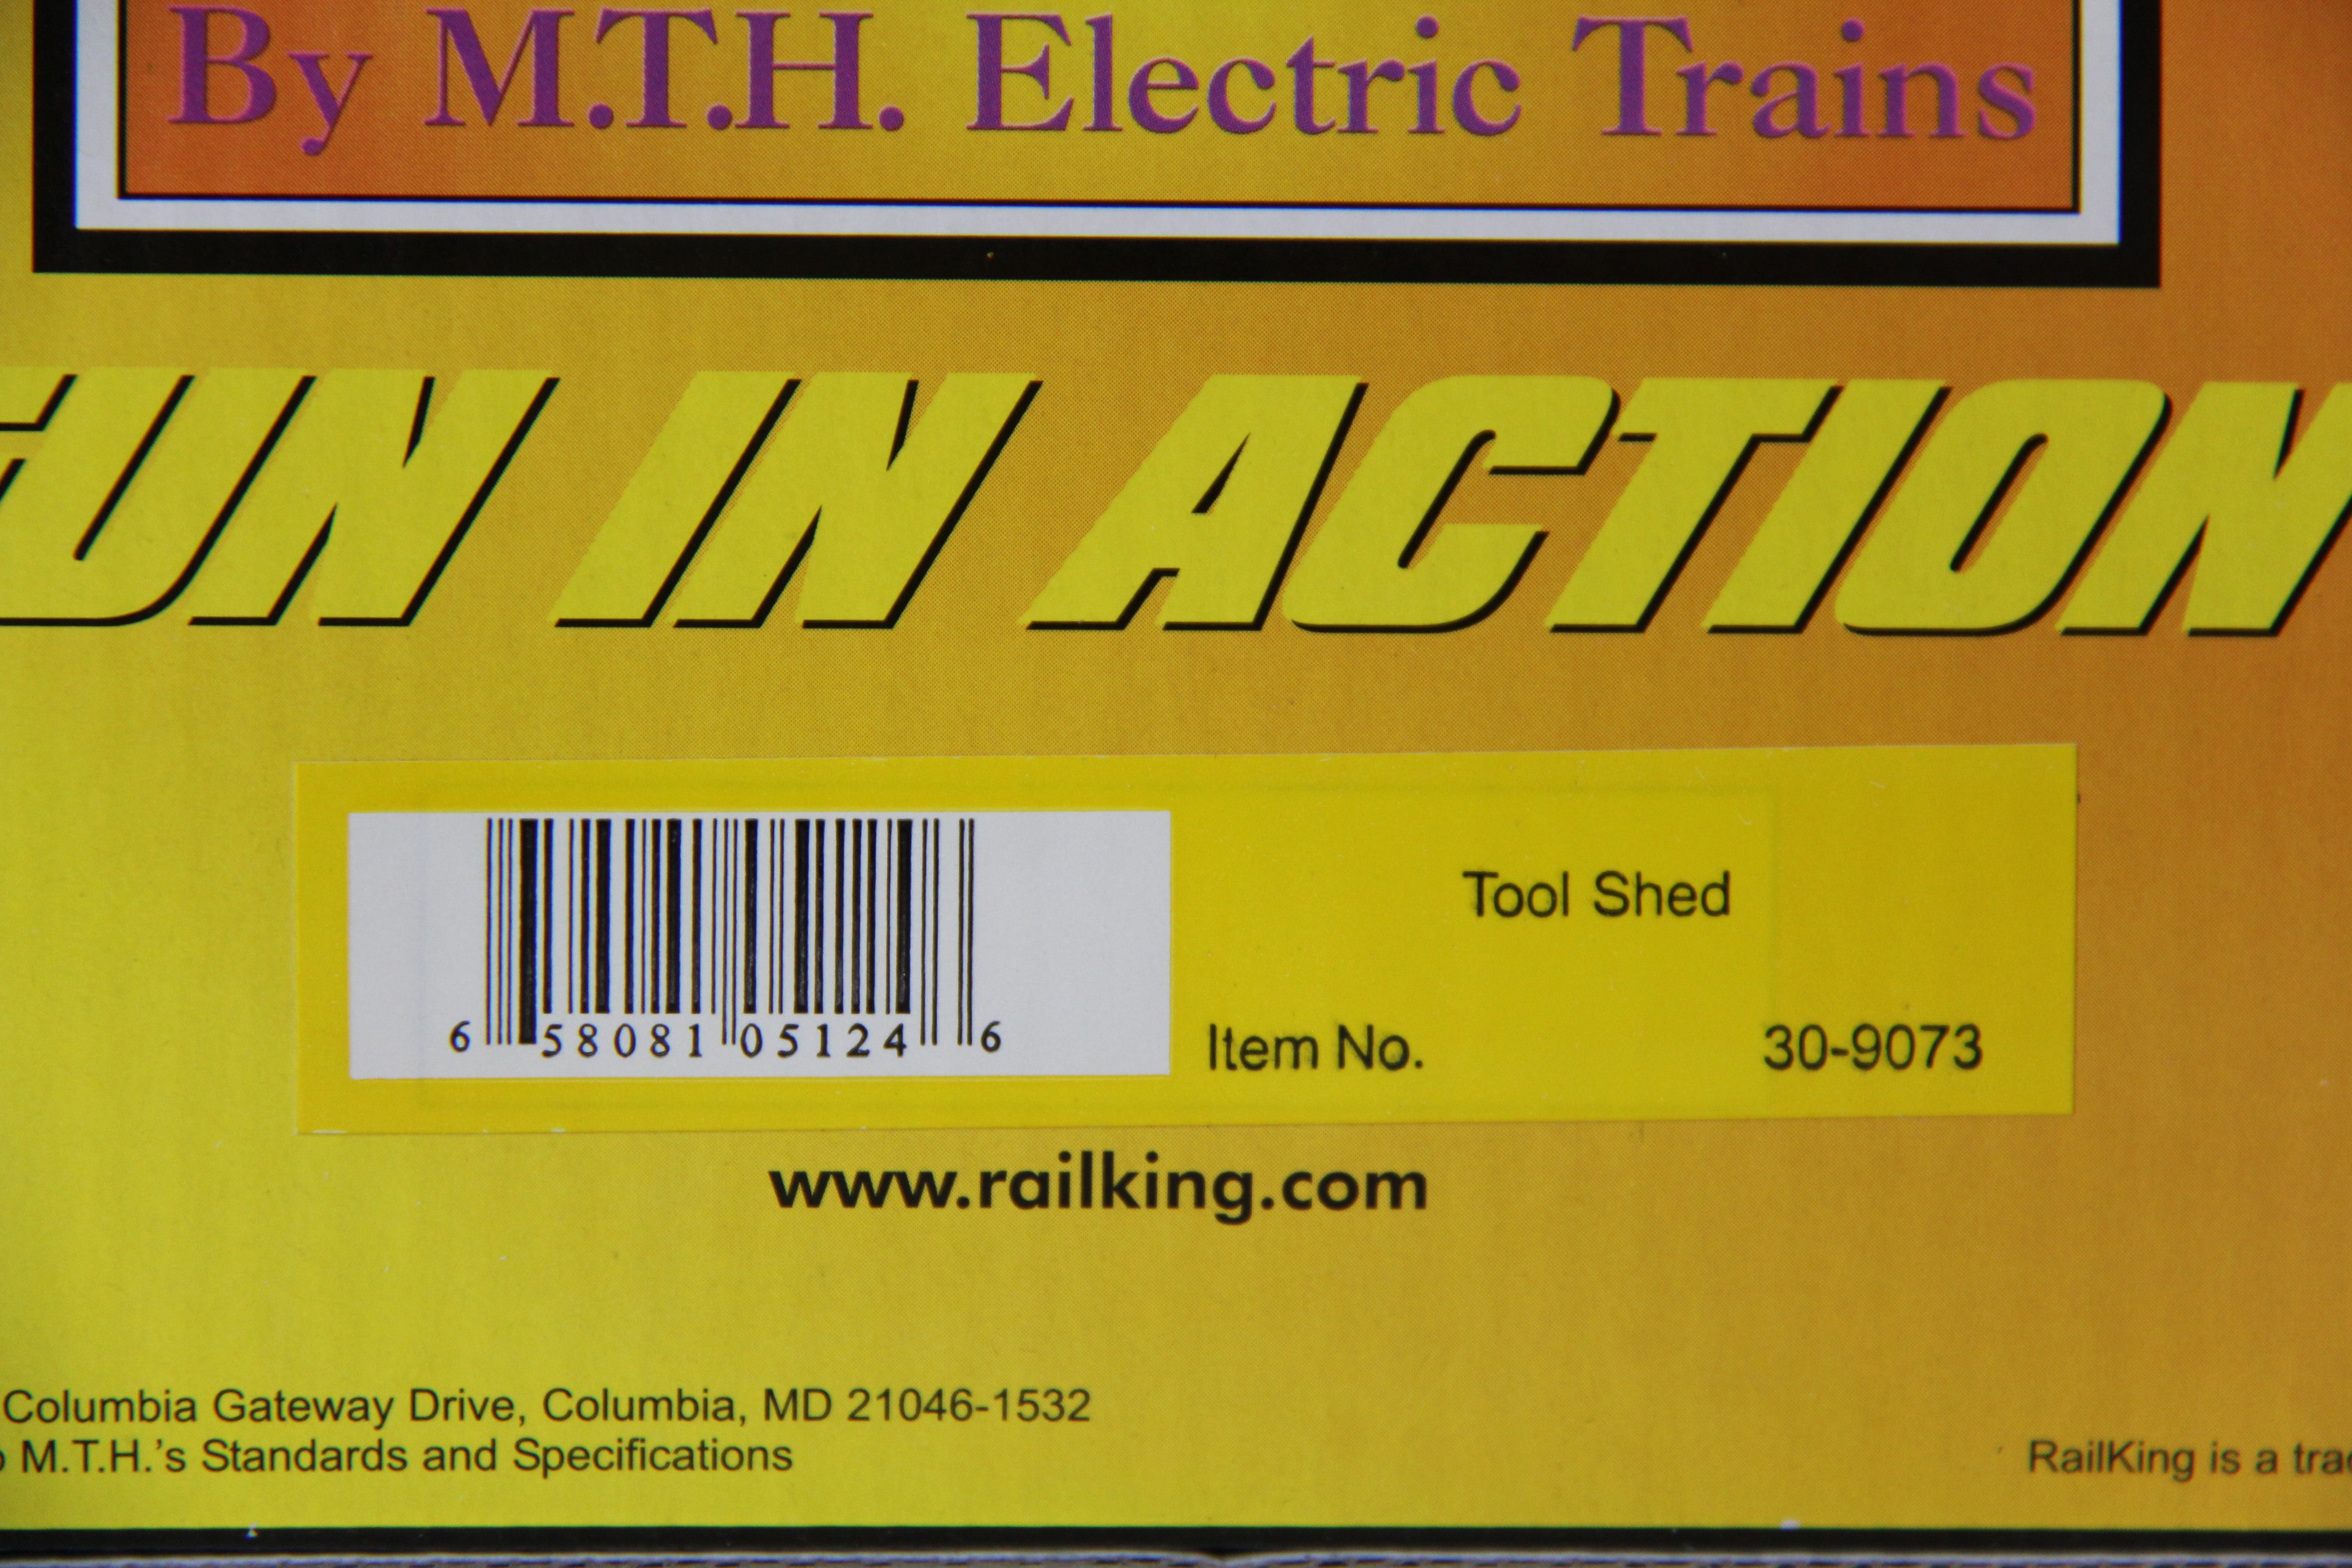 By M.T.H. Electric Trains
UN IN ACTION
Tool Shed
6 58081 05124 6
Item No. 30-9073
www.railking.com
Columbia Gateway Drive, Columbia, MD 21046-1532
M.T.H.'s Standards and Specifications
RailKing is a